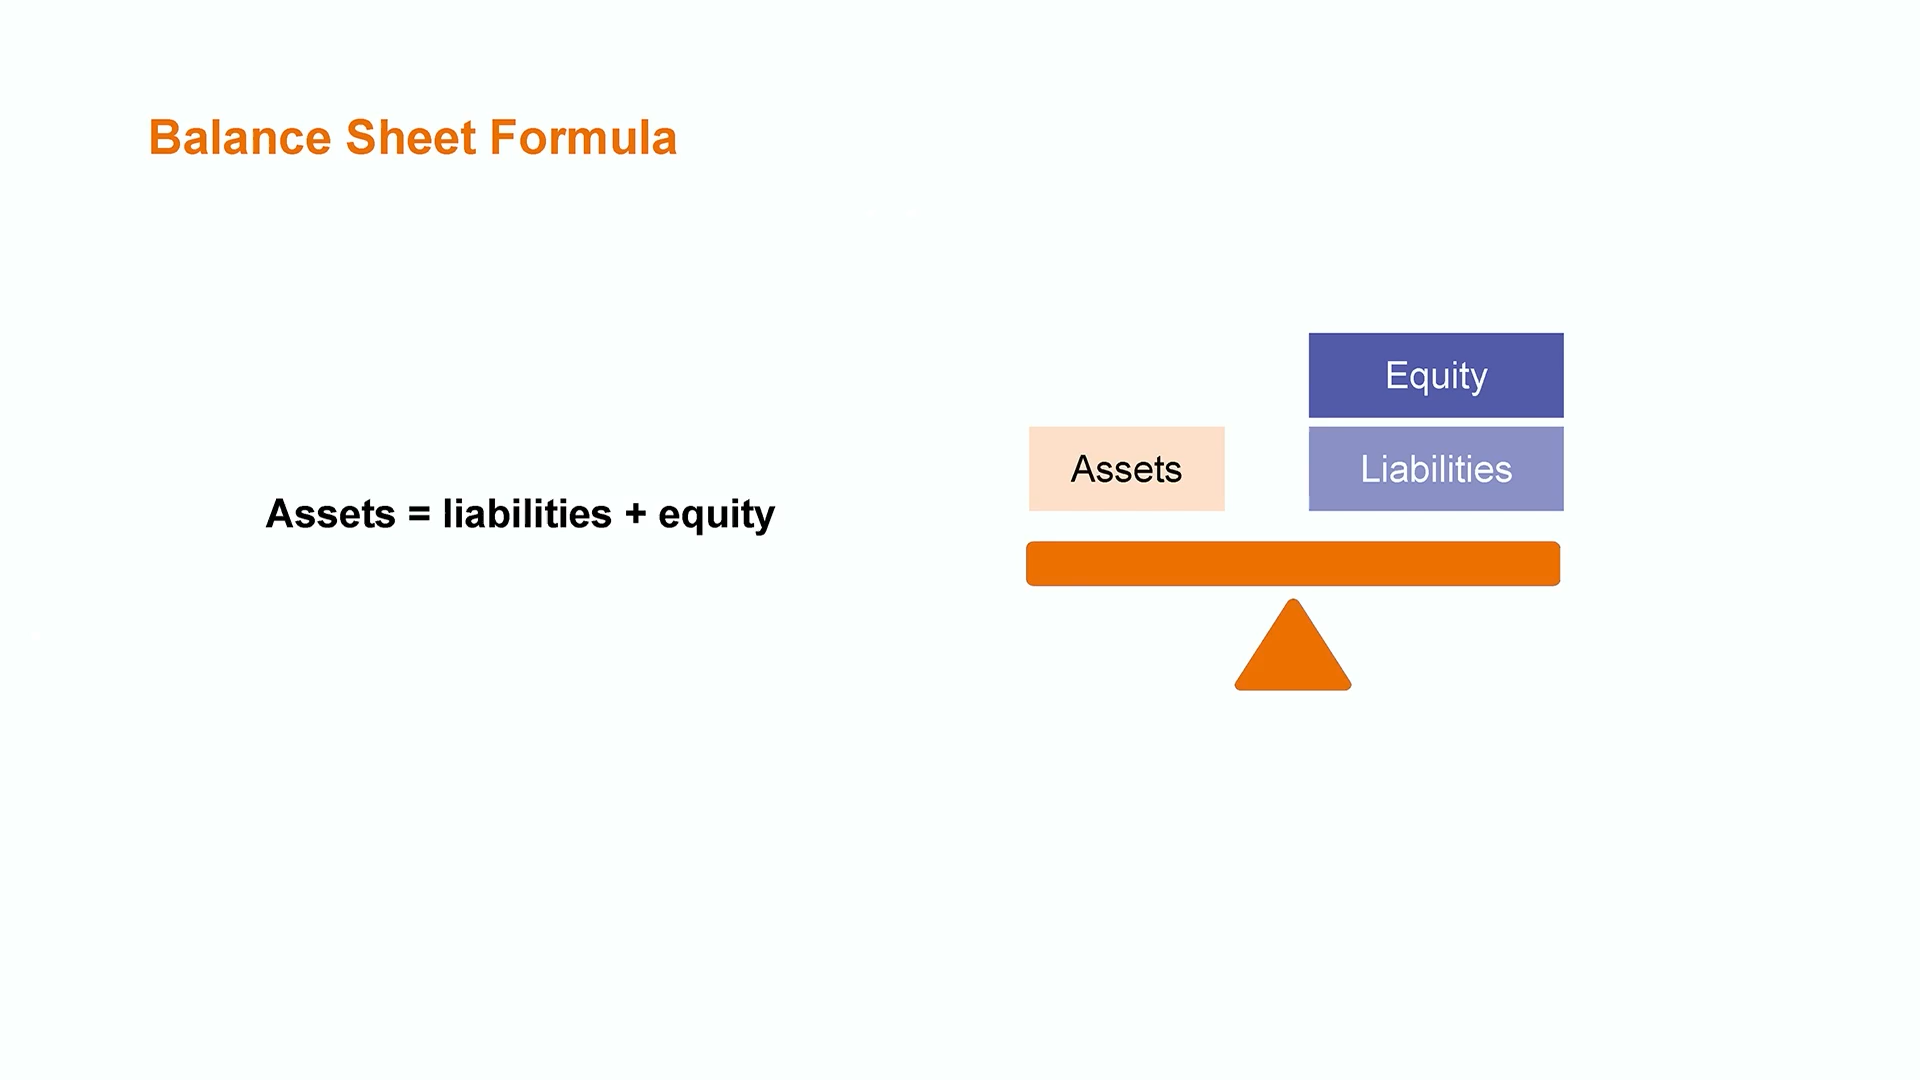 Balance Sheet Formula
Assets = liabilities + equity
Equity
Assets
Liabilities